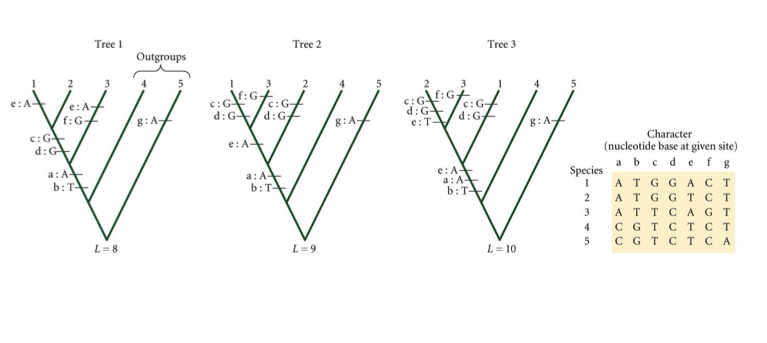 Tree 1
Outgroups
1 2 3 4 5
e:A
e:A
f:G
g:A
c:G
d:G
a:A
b:T
L = 8
Tree 2
1 3 2 4 5
f:G
c:G
c:G
d:G
d:G
g:A
e:A
a:A
b:T
L = 9
Tree 3
2 3 1 4 5
f:G
c:G
c:G
d:G
d:G
e:T
g:A
e:A
a:A
b:T
L = 10
Character
(nucleotide base at given site)
Species a b c d e f g
1 A T G G A C T
2 A T G G T C T
3 A T T C A G T
4 C G T C T C T
5 C G T C T C A